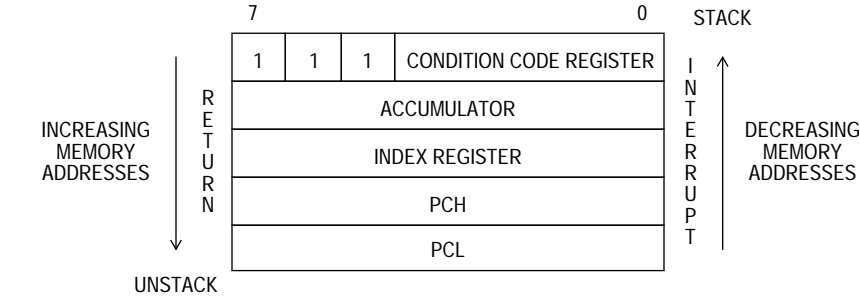 7 0 STACK
1 1 1 CONDITION CODE REGISTER
ACCUMULATOR
INDEX REGISTER
PCH
PCL
INCREASING
MEMORY
ADDRESSES
RETURN
INTERRUPT
DECREASING
MEMORY
ADDRESSES
UNSTACK